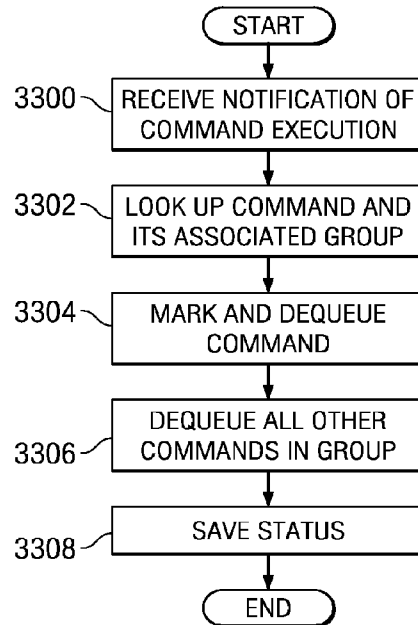 START
3300
RECEIVE NOTIFICATION OF
COMMAND EXECUTION
3302
LOOK UP COMMAND AND
ITS ASSOCIATED GROUP
3304
MARK AND DEQUEUE
COMMAND
3306
DEQUEUE ALL OTHER
COMMANDS IN GROUP
3308
SAVE STATUS
END